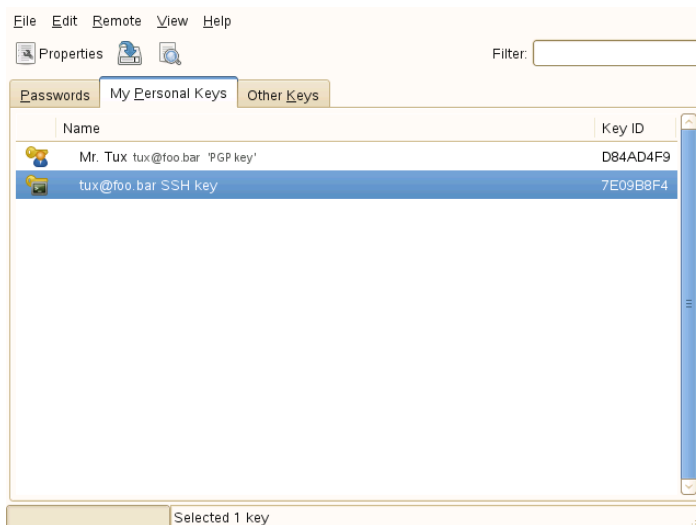 File Edit Remote View Help
Properties Filter:
Passwords My Personal Keys Other Keys
Name Key ID
Mr. Tux tux@foo.bar 'PGP key' D84AD4F9
tux@foo.bar SSH key 7E09B8F4
Selected 1 key